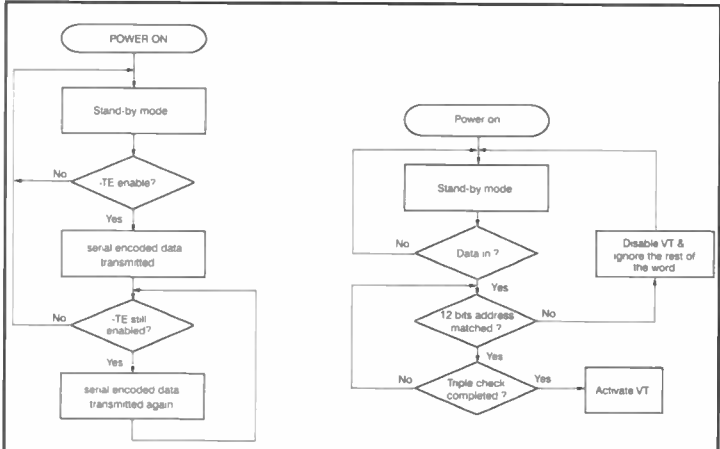 POWER ON
Stand-by mode
-TE enable?
No
Yes
serial encoded data
transmitted
-TE still
enabled?
No
Yes
serial encoded data
transmitted again
Power on
Stand-by mode
Data in ?
No
Yes
12 bits address
matched ?
No
Yes
Triple check
completed ?
No
Yes
Activate VT
Disable VT &
ignore the rest of
the word